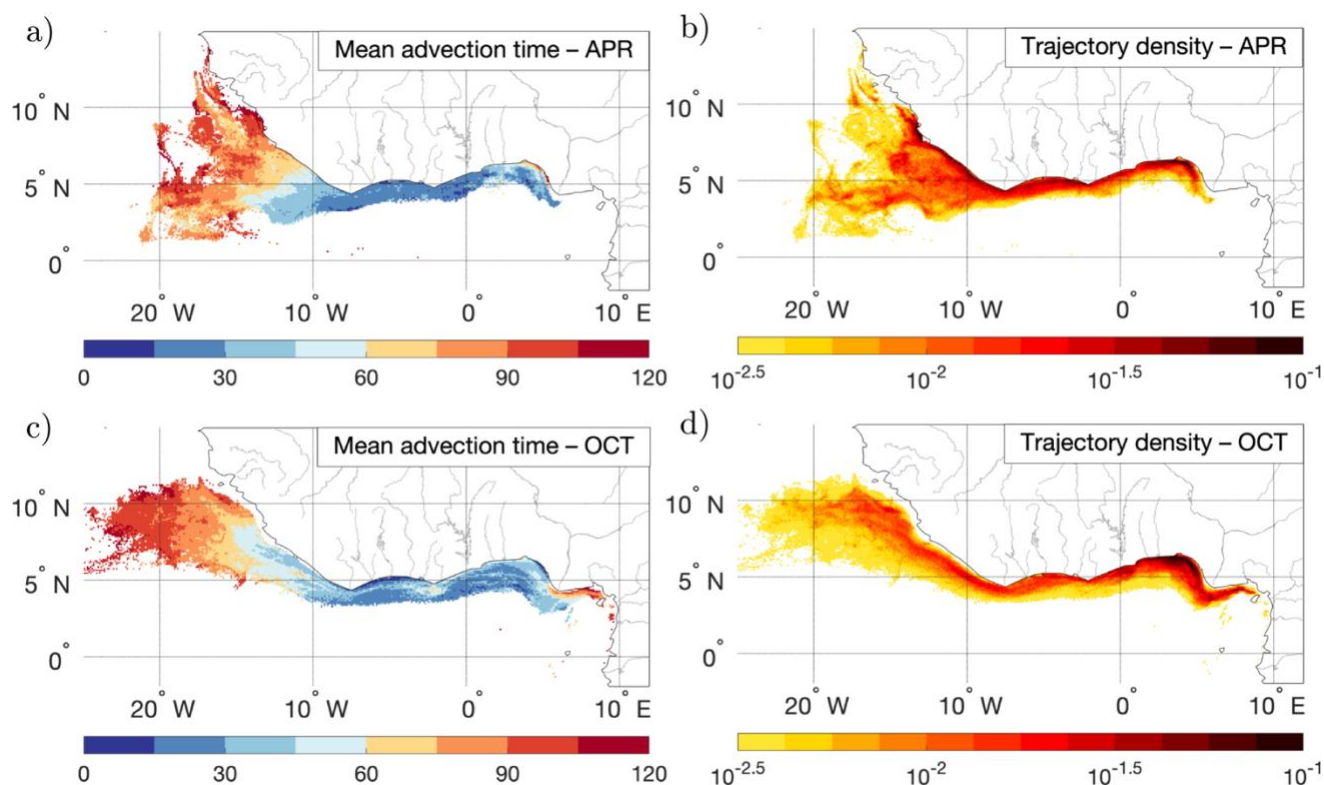 a)
Mean advection time – APR
10° N
5° N
0°
20° W 10° W 0° 10° E
0 30 60 90 120
b)
Trajectory density – APR
10° N
5° N
0°
20° W 10° W 0° 10° E
10^-2.5 10^-2 10^-1.5 10^-1
c)
Mean advection time – OCT
10° N
5° N
0°
20° W 10° W 0° 10° E
0 30 60 90 120
d)
Trajectory density – OCT
10° N
5° N
0°
20° W 10° W 0° 10° E
10^-2.5 10^-2 10^-1.5 10^-1